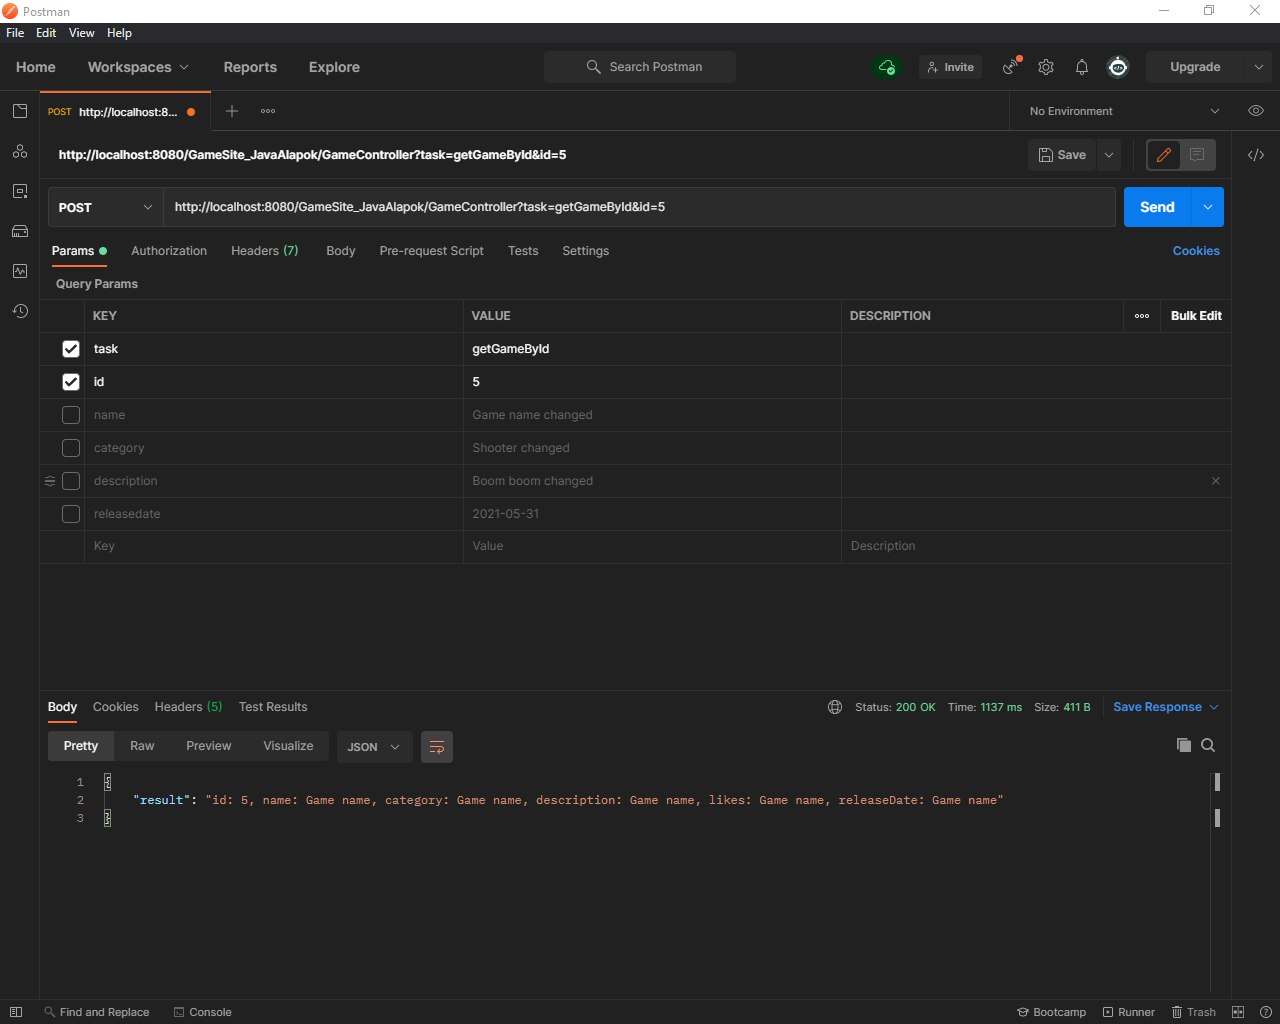 Postman
File Edit View Help
Home Workspaces Reports Explore Search Postman Invite Upgrade
POST http://localhost:8... No Environment
http://localhost:8080/GameSite_JavaAlapok/GameController?task=getGameById&id=5 Save
POST http://localhost:8080/GameSite_JavaAlapok/GameController?task=getGameById&id=5 Send
Params Authorization Headers (7) Body Pre-request Script Tests Settings Cookies
Query Params
KEY VALUE DESCRIPTION Bulk Edit
task getGameById
id 5
name Game name changed
category Shooter changed
description Boom boom changed
releasedate 2021-05-31
Key Value Description
Body Cookies Headers (5) Test Results Status: 200 OK Time: 1137 ms Size: 411 B Save Response
Pretty Raw Preview Visualize JSON
1 {
2 "result": "id: 5, name: Game name, category: Game name, description: Game name, likes: Game name, releaseDate: Game name"
3 }
Find and Replace Console Bootcamp Runner Trash